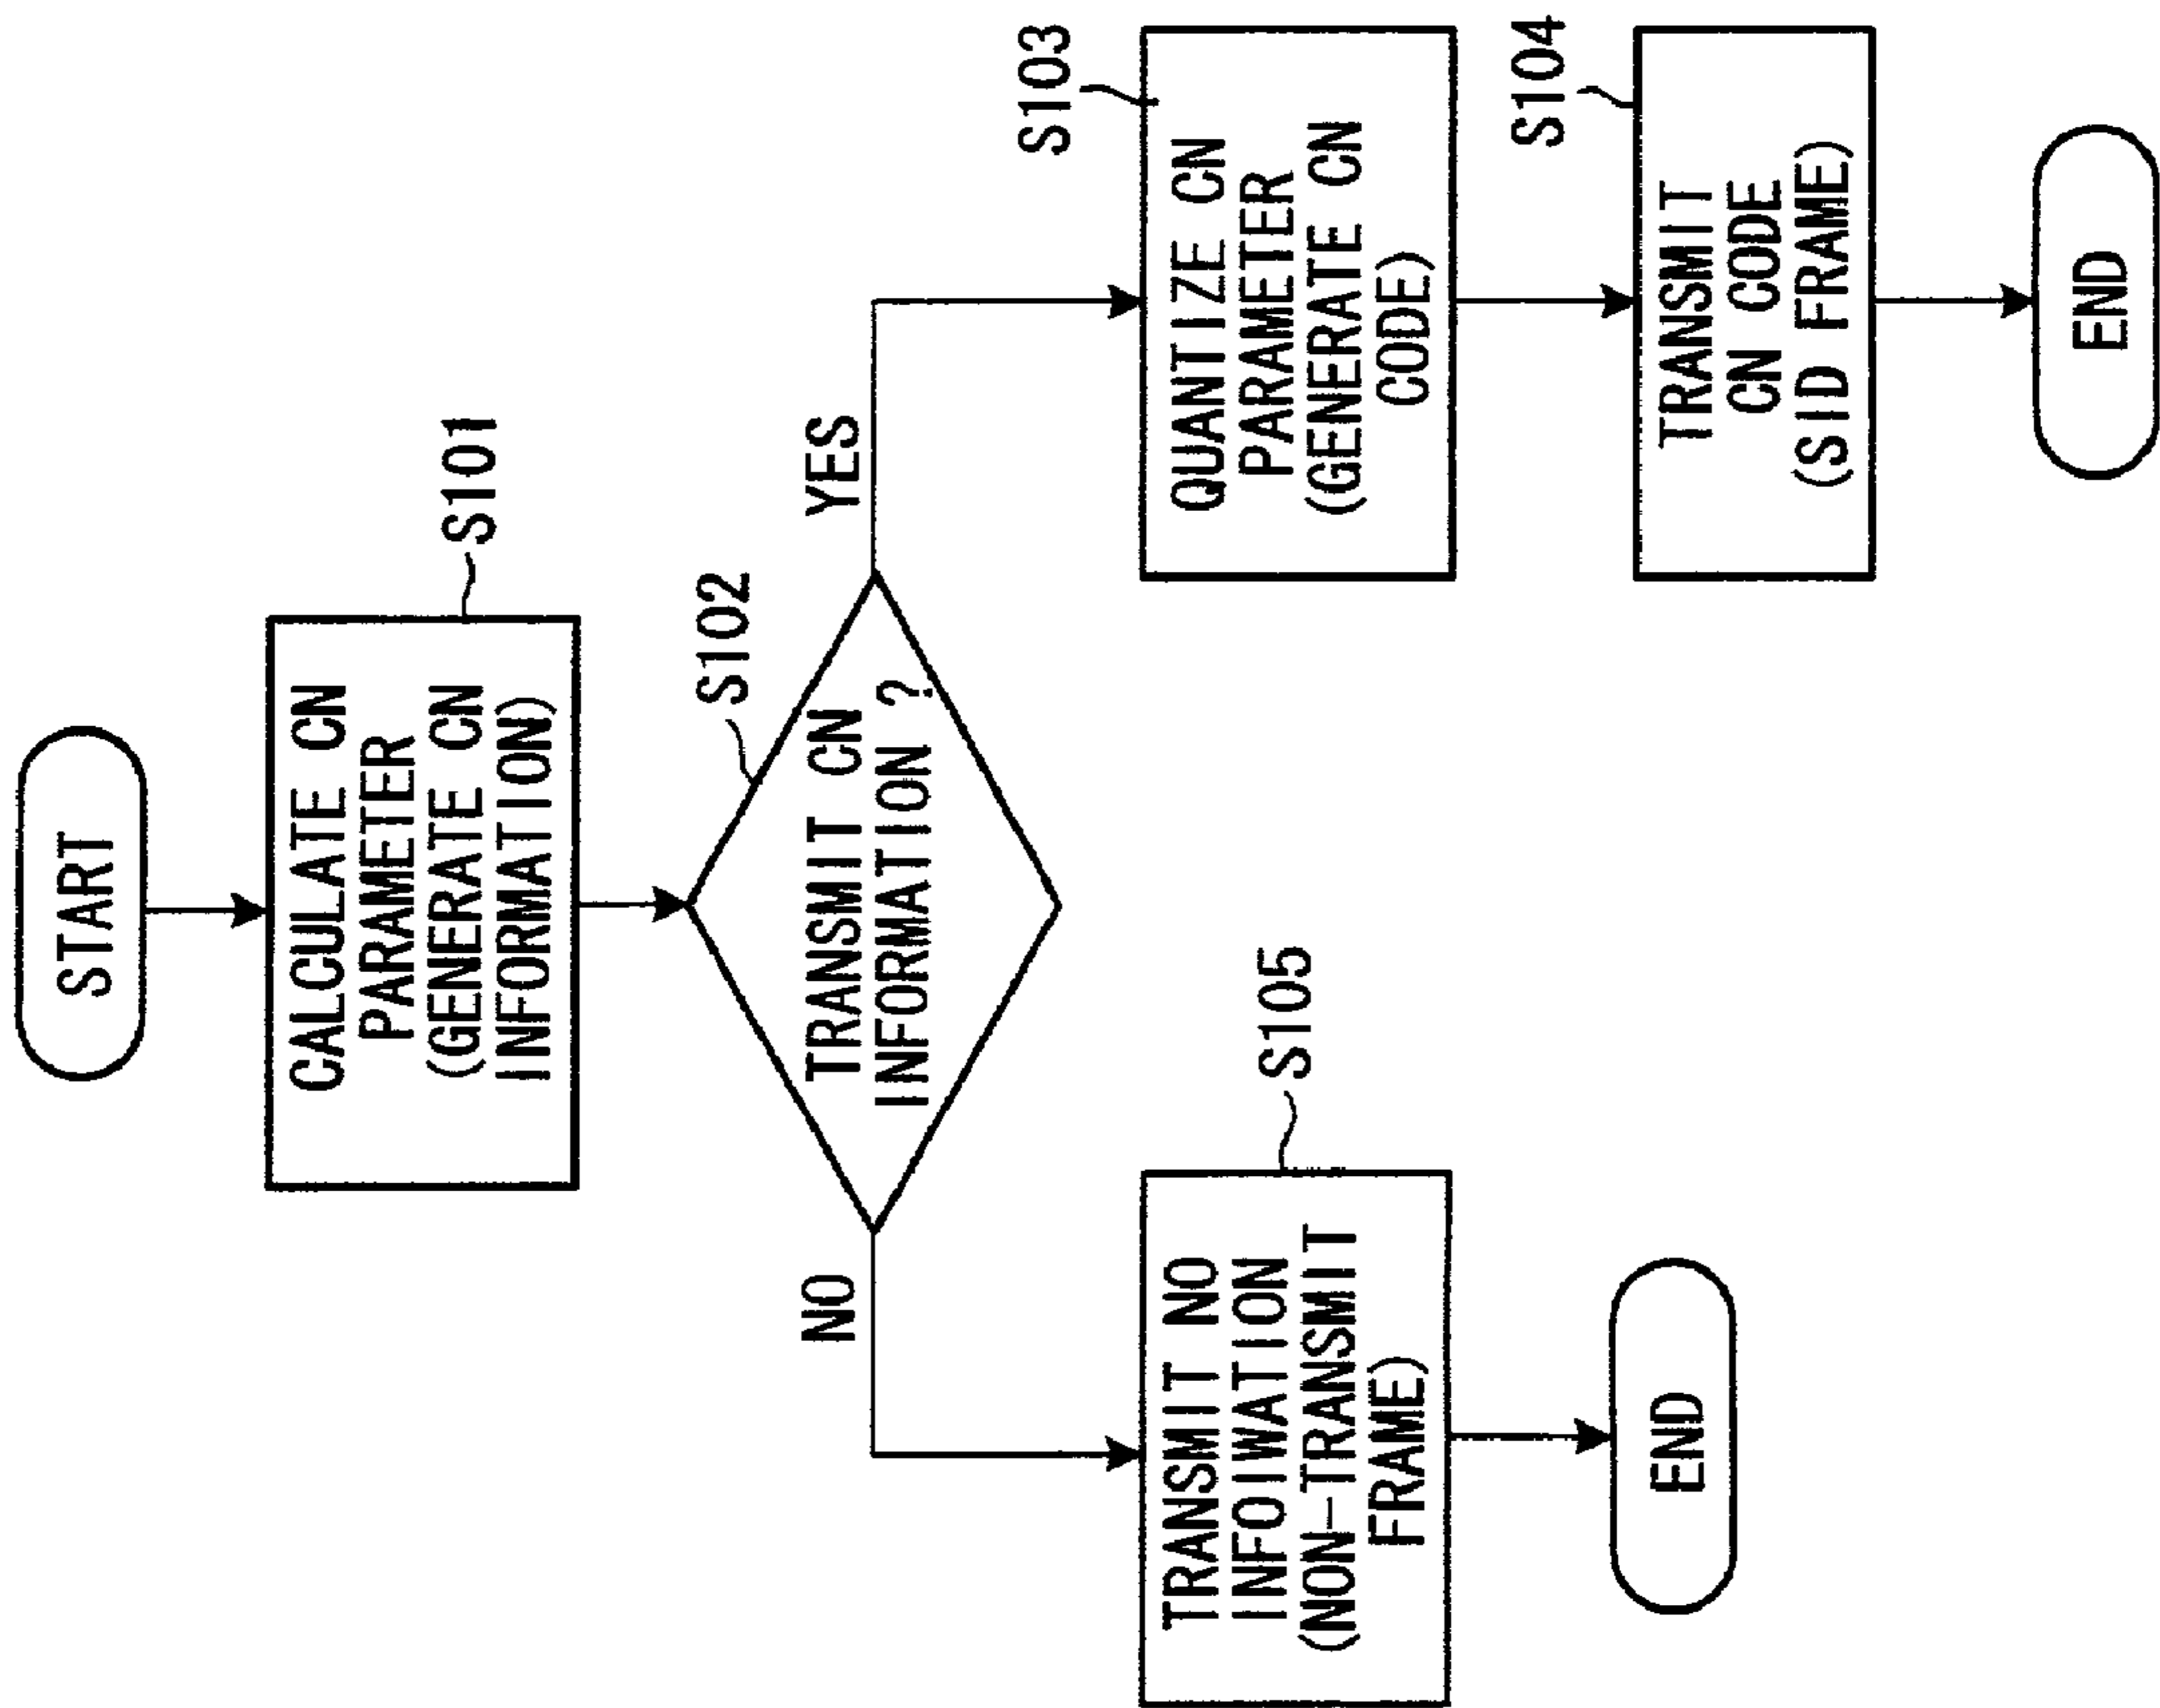 START
CALCULATE CN
PARAMETER
(GENERATE CN
INFORMATION)
S101
TRANSMIT CN
INFORMATION ?
S102
YES
NO
QUANTIZE CN
PARAMETER
(GENERATE CN
CODE)
S103
TRANSMIT
CN CODE
(SID FRAME)
S104
END
TRANSMIT NO
INFOIWATION
(NON-TRANSMIT
FRAME)
S105
END